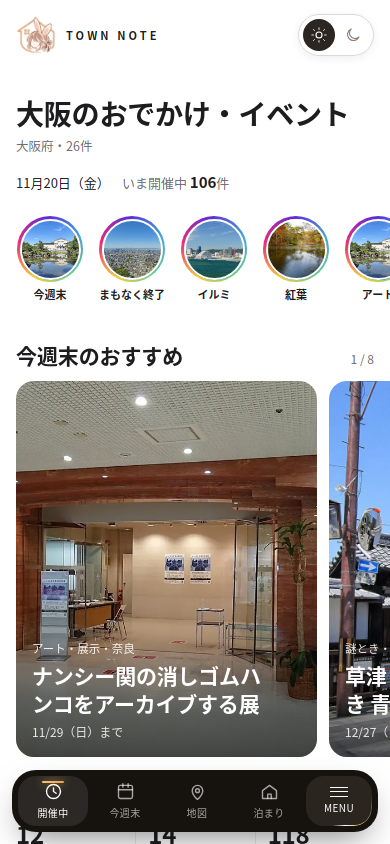 TOWN NOTE
大阪のおでかけ・イベント
大阪府・26件
11月20日（金） いま開催中 106件
今週末 まもなく終了 イルミ 紅葉 アート
今週末のおすすめ
1 / 8
アート・展示・奈良
ナンシー関の消しゴムハ
ンコをアーカイブする展
11/29（日）まで
謎とき・
草津
き 青
12/27（
開催中 今週末 地図 泊まり MENU
12 14 118